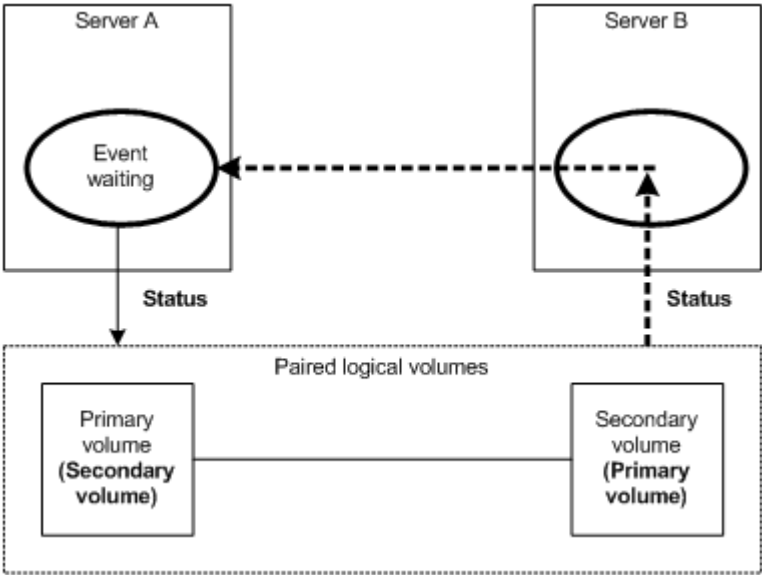 Server A
Server B
Event
waiting
Status
Status
Paired logical volumes
Primary
volume
(Secondary
volume)
Secondary
volume
(Primary
volume)